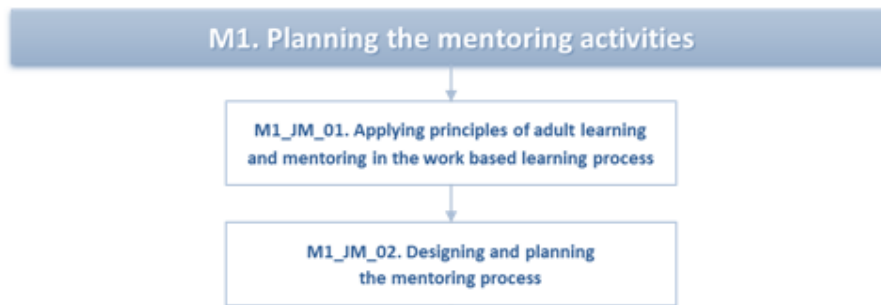 M1. Planning the mentoring activities
M1_JM_01. Applying principles of adult learning
and mentoring in the work based learning process
M1_JM_02. Designing and planning
the mentoring process